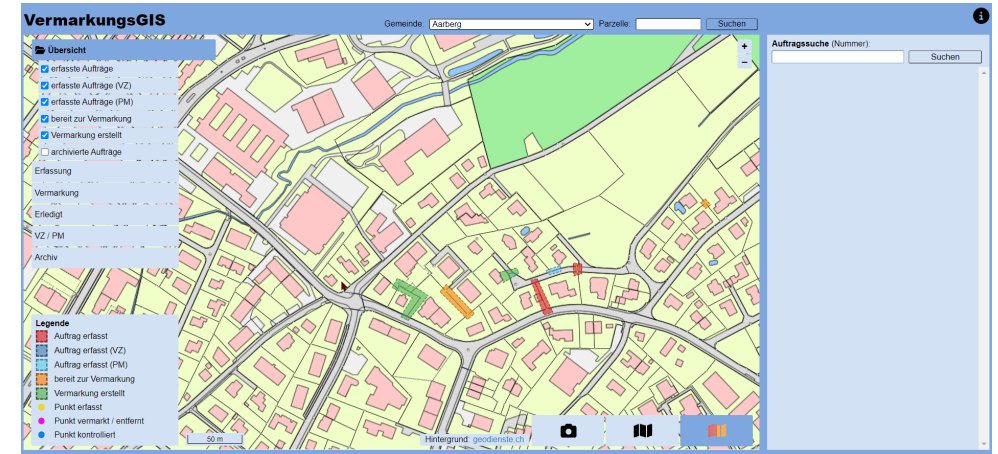 VermarkungsGIS
Gemeinde: Aarberg Parzelle: Suchen
Übersicht
erfasste Aufträge
erfasste Aufträge (VZ)
erfasste Aufträge (PM)
bereit zur Vermarkung
Vermarkung erstellt
archivierte Aufträge
Erfassung
Vermarkung
Erledigt
VZ / PM
Archiv
Legende
Auftrag erfasst
Auftrag erfasst (VZ)
Auftrag erfasst (PM)
bereit zur Vermarkung
Vermarkung erstellt
Punkt erfasst
Punkt vermarkt / entfernt
Punkt kontrolliert
50 m
+
−
Hintergrund: geodienste.ch
Auftragssuche (Nummer):
Suchen